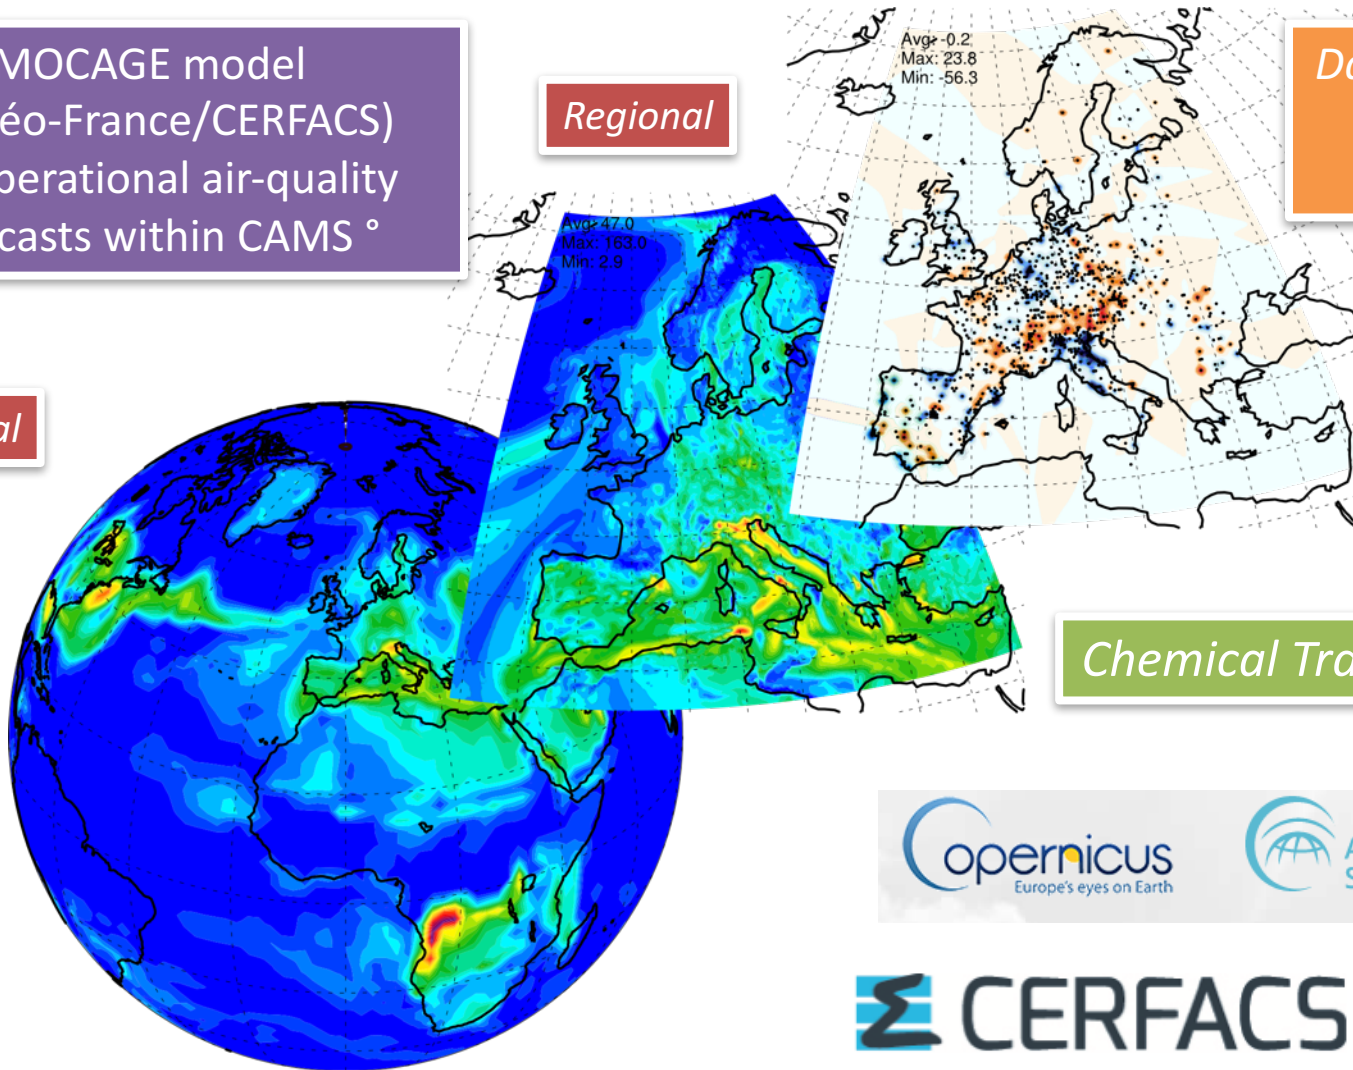 MOCAGE model
éo-France/CERFACS)
perational air-quality
casts within CAMS °
Regional
Avg: -0.2
Max: 23.8
Min: -56.3
Da
Avg: 47.0
Max: 163.0
Min: 2.9
al
Chemical Tra
Copernicus
Europe's eyes on Earth
A
S
CERFACS